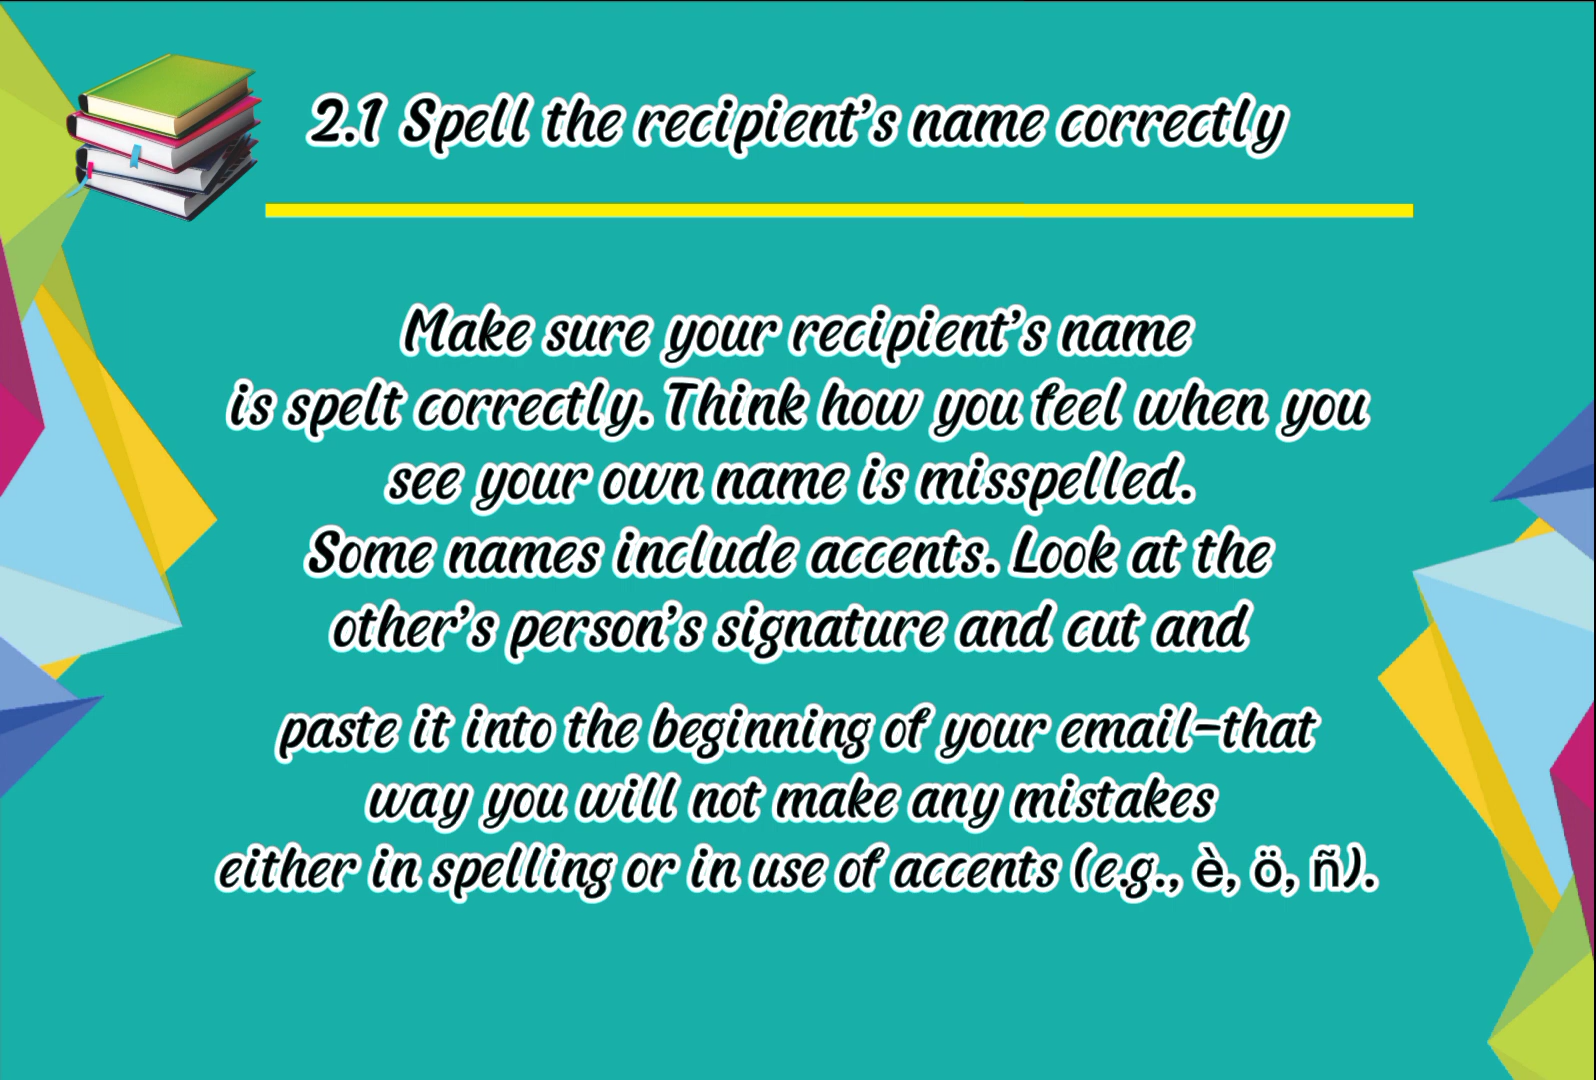 2.1 Spell the recipient’s name correctly
Make sure your recipient’s name
is spelt correctly. Think how you feel when you
see your own name is misspelled.
Some names include accents. Look at the
other’s person’s signature and cut and
paste it into the beginning of your email–that
way you will not make any mistakes
either in spelling or in use of accents (e.g., è, ö, ñ).